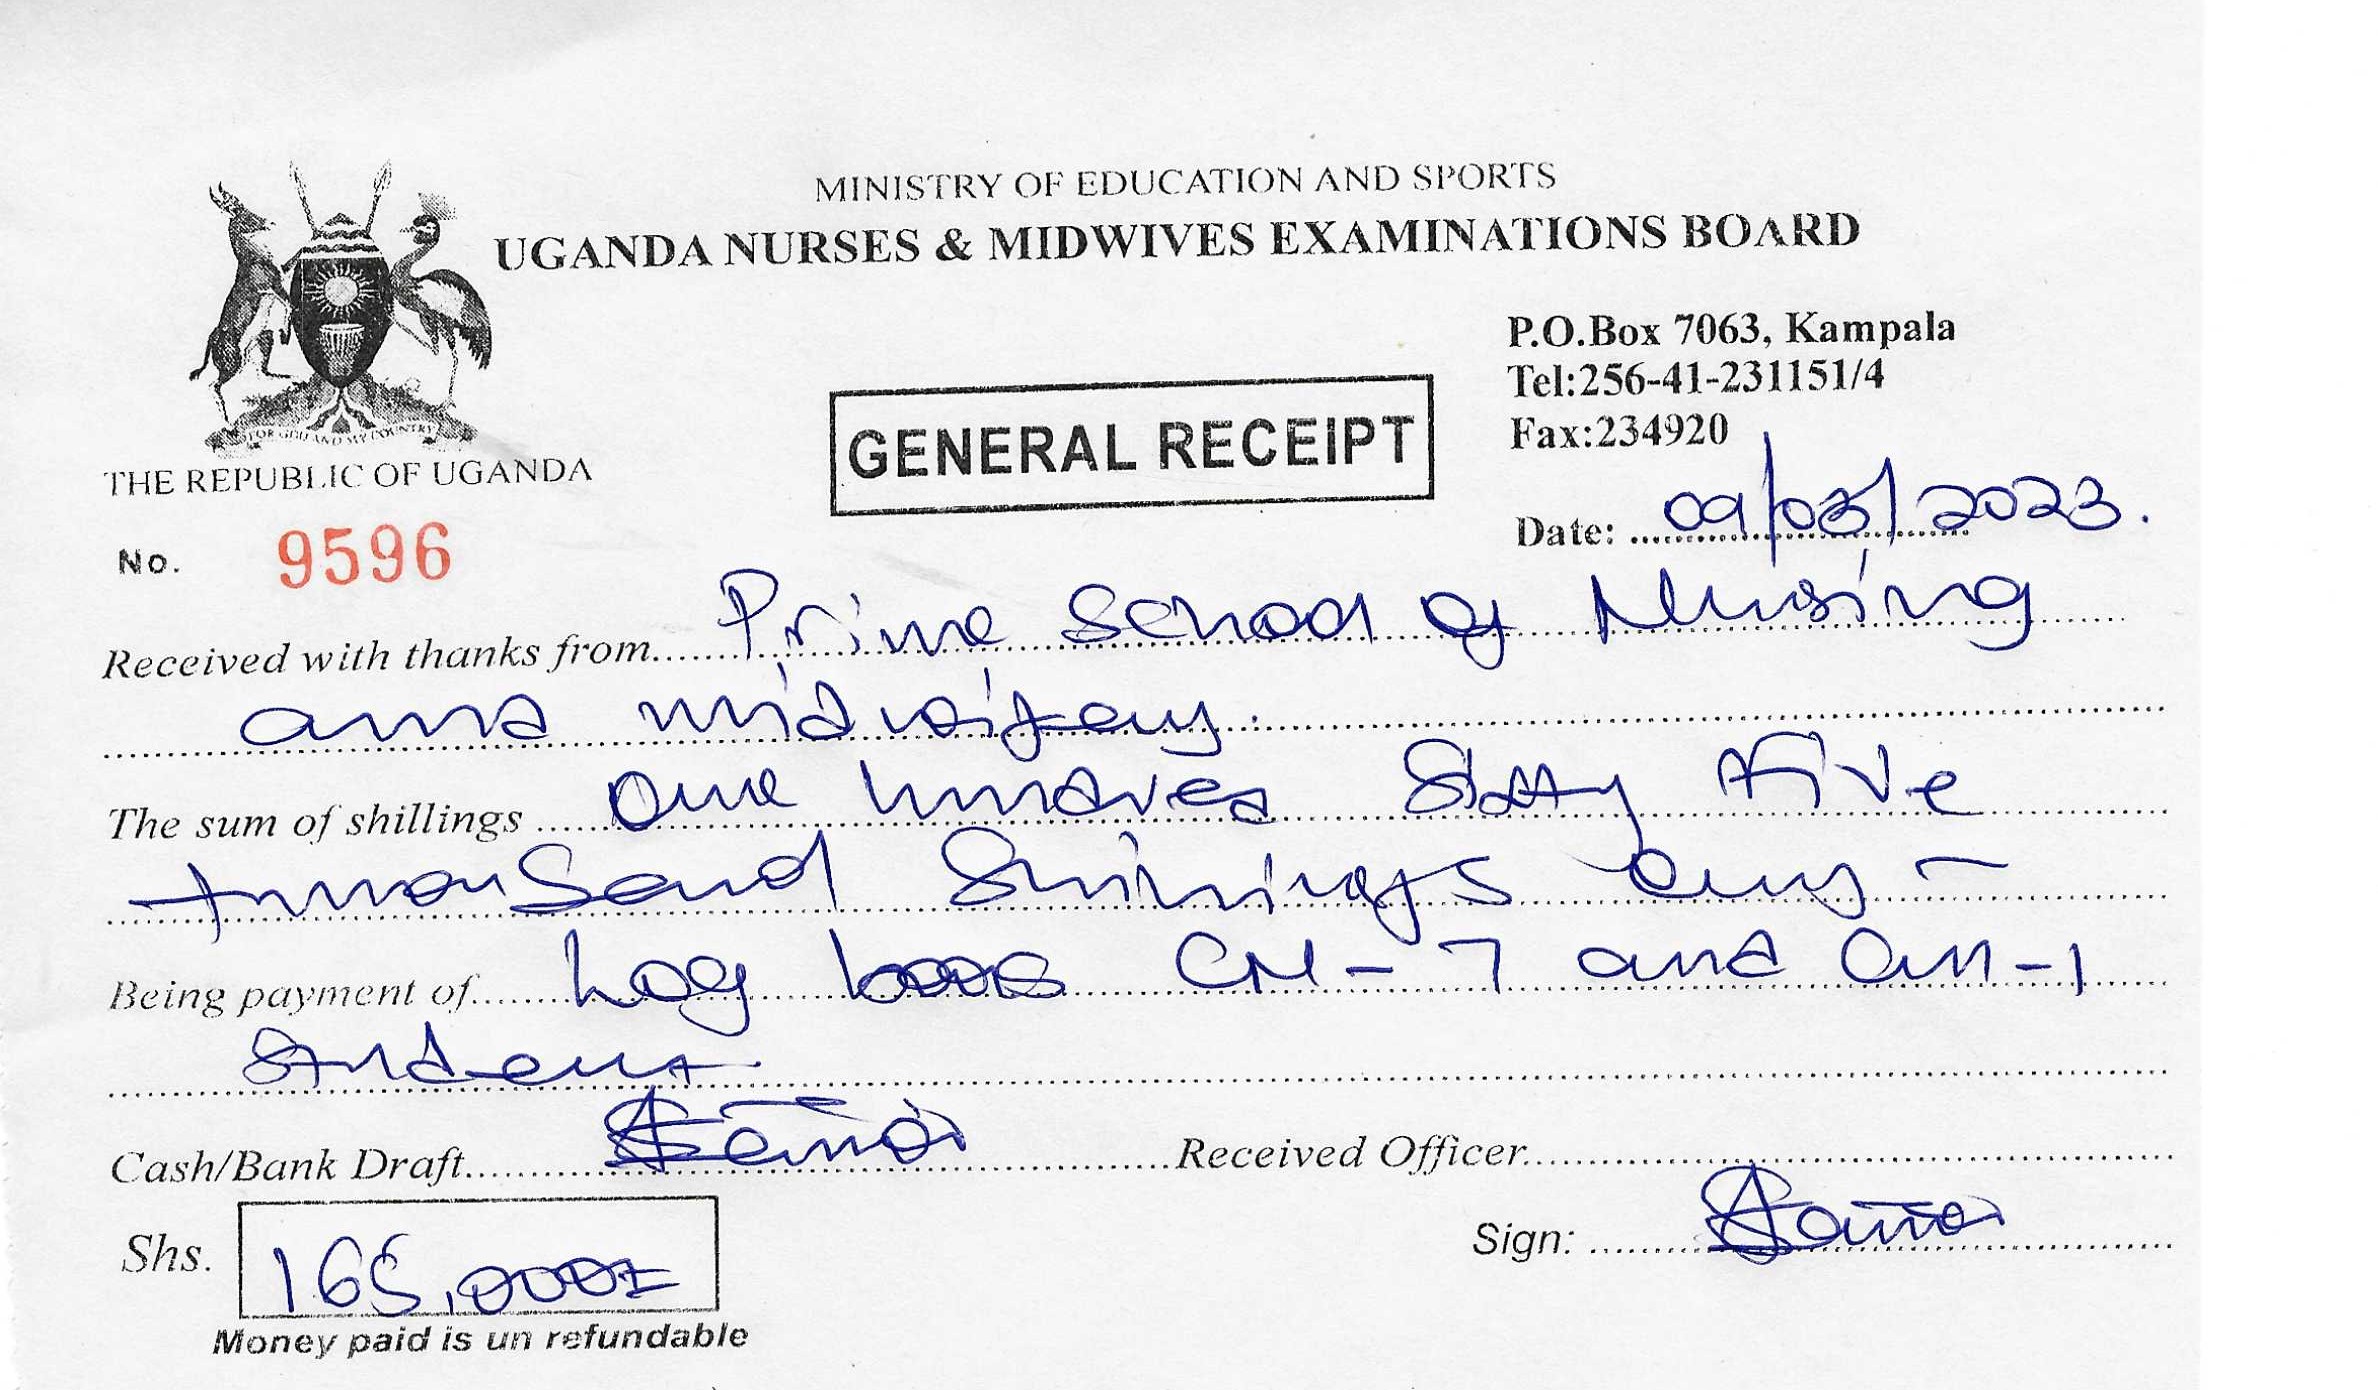 MINISTRY OF EDUCATION AND SPORTS
UGANDA NURSES & MIDWIVES EXAMINATIONS BOARD
P.O.Box 7063, Kampala
Tel:256-41-231151/4
Fax:234920
FOR GOD AND MY COUNTRY
THE REPUBLIC OF UGANDA
GENERAL RECEIPT
Date: 09/03/2023.
No. 9596
Received with thanks from Prime School of Nursing
and midwifery.
The sum of shillings One hundred Sixty Five
thousand Shillings only –
Being payment of Log books CN-7 and CM-1
Student
Cash/Bank Draft
Received Officer
Shs. 165,000/=
Sign:
Money paid is un refundable